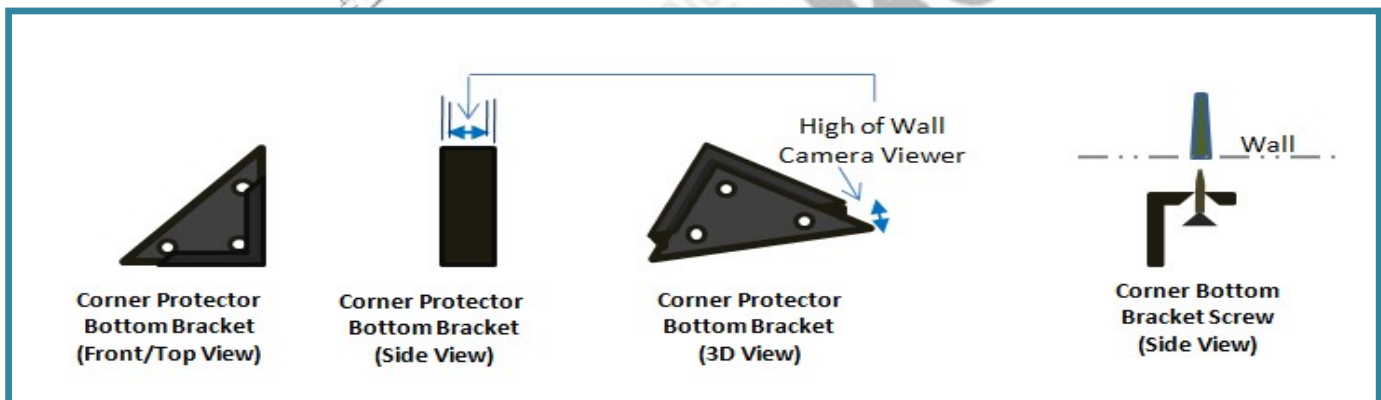 High of Wall
Camera Viewer
Wall
Corner Protector
Bottom Bracket
(Front/Top View)
Corner Protector
Bottom Bracket
(Side View)
Corner Protector
Bottom Bracket
(3D View)
Corner Bottom
Bracket Screw
(Side View)